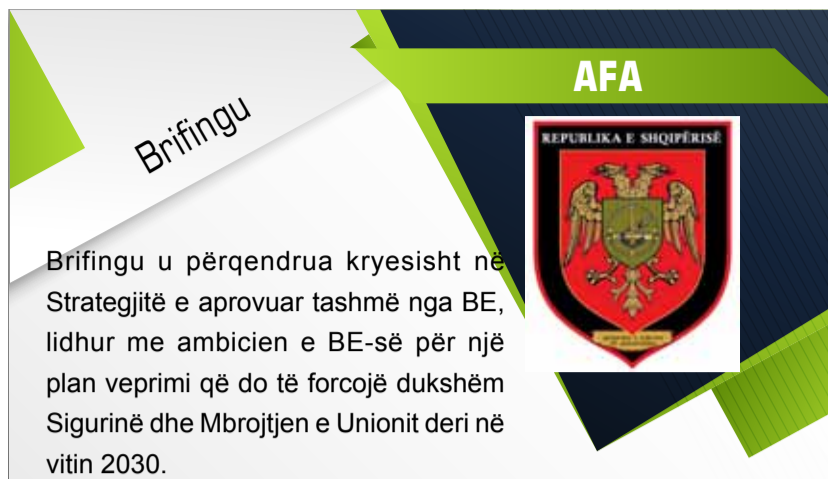 Brifingu
AFA
REPUBLIKA E SHQIPËRISË
Brifingu u përqendrua kryesisht në
Strategjitë e aprovuar tashmë nga BE,
lidhur me ambicien e BE-së për një
plan veprimi që do të forcojë dukshëm
Sigurinë dhe Mbrojtjen e Unionit deri në
vitin 2030.